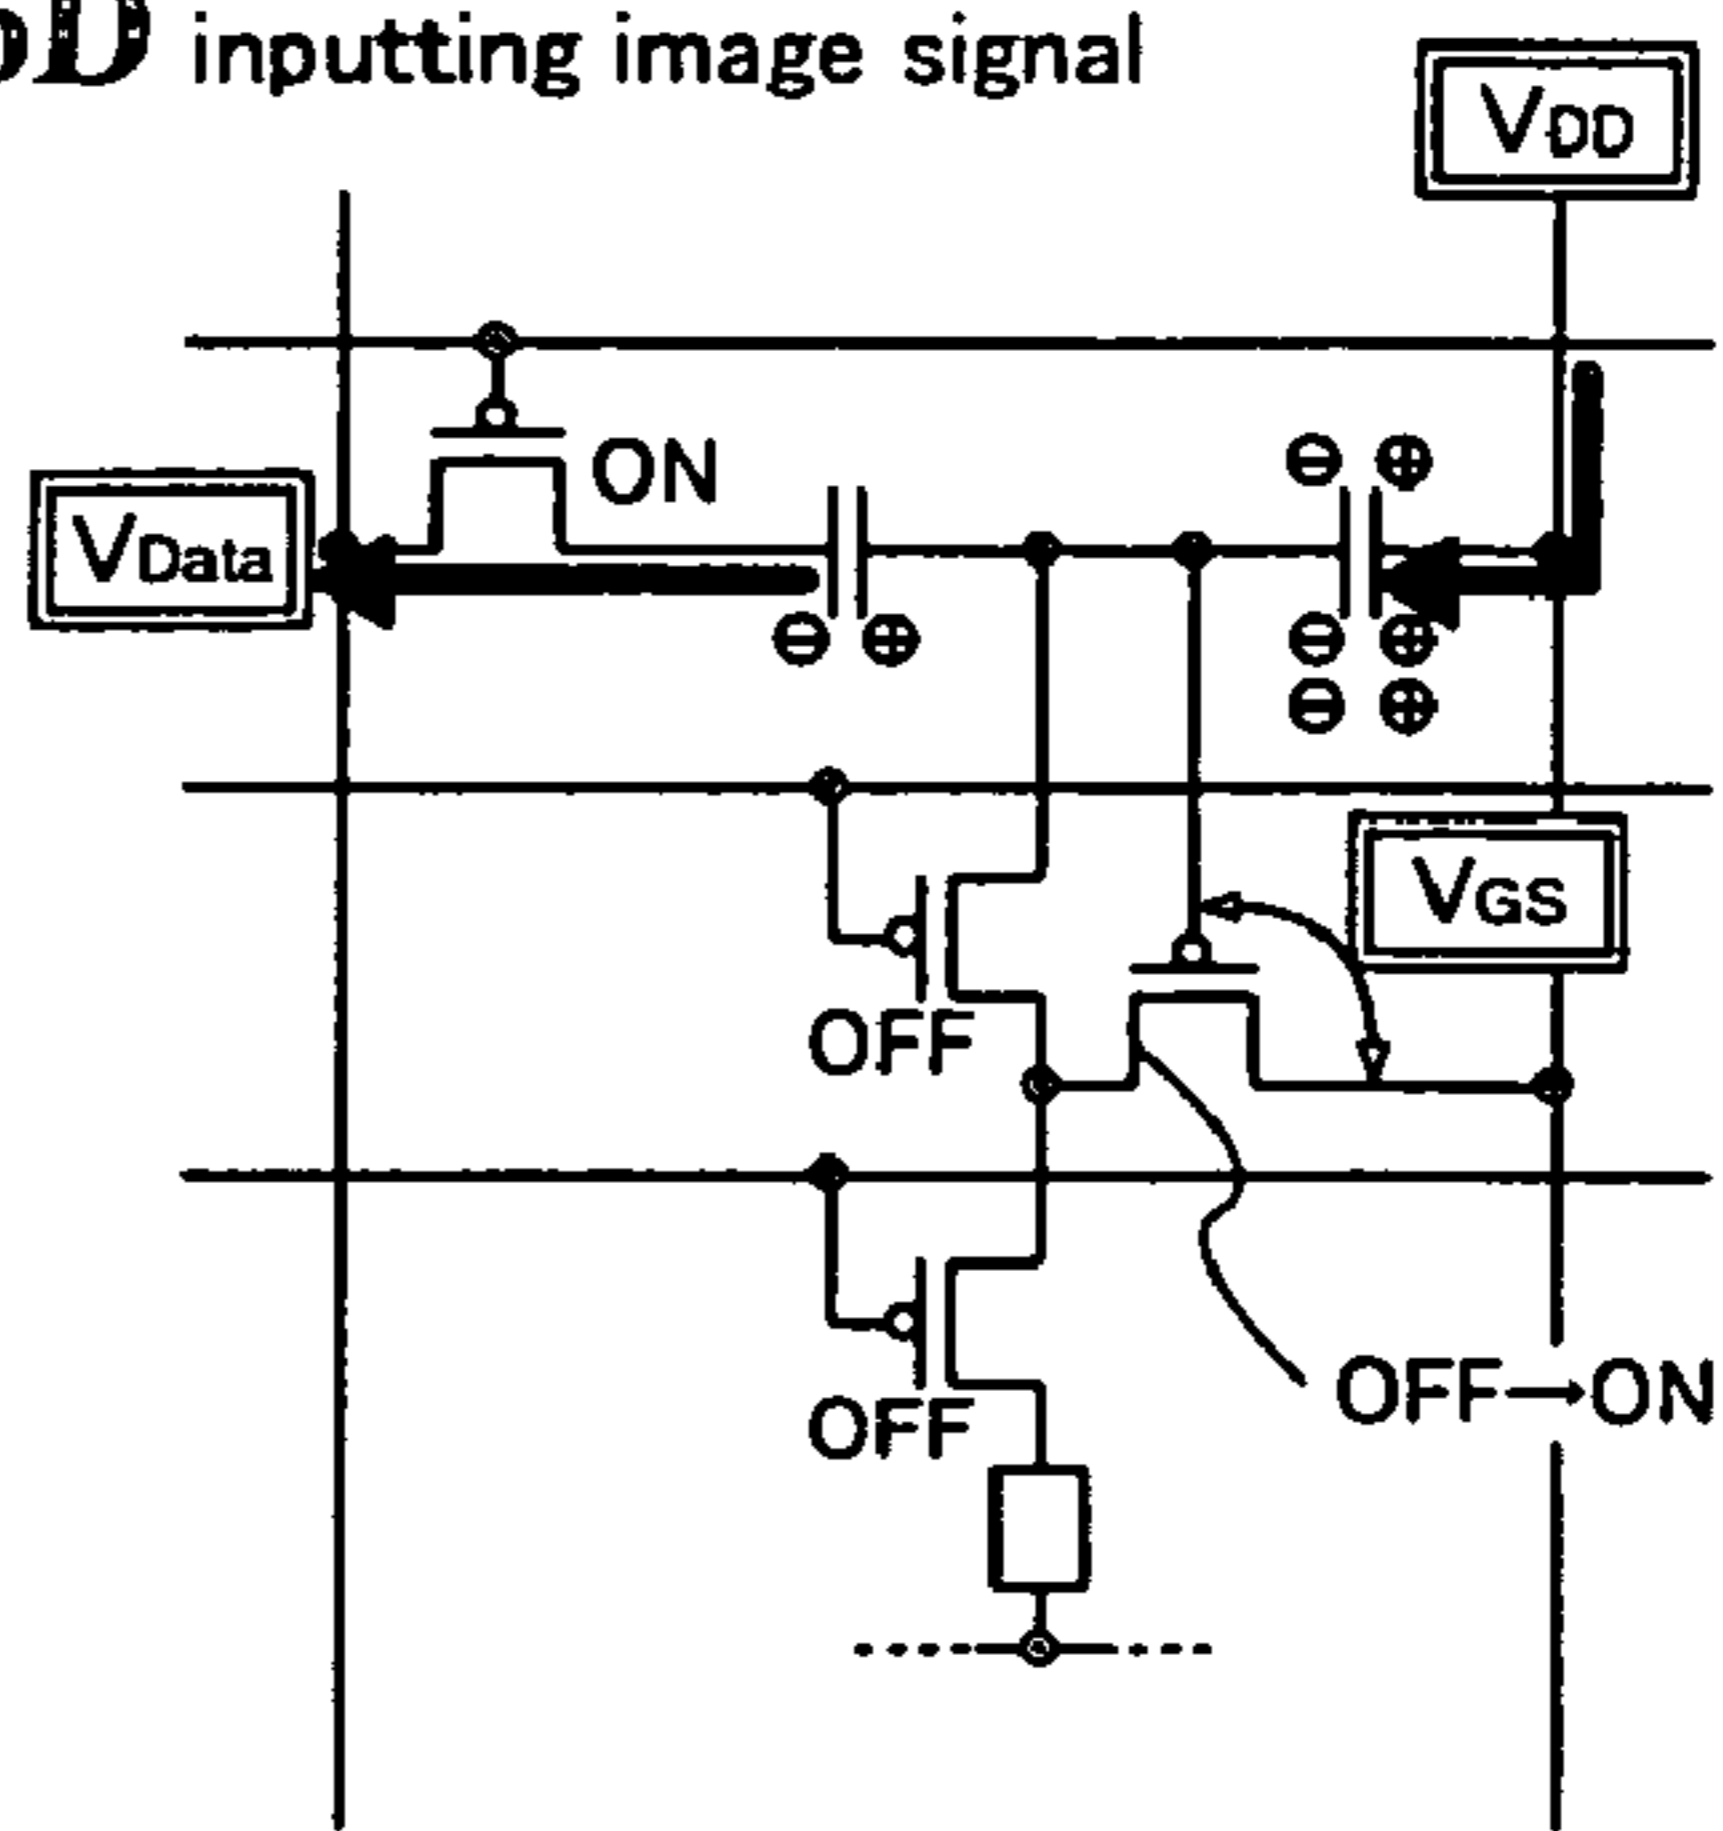 D inputting image signal
VDD
ON
VData
VGS
OFF
OFF→ON
OFF